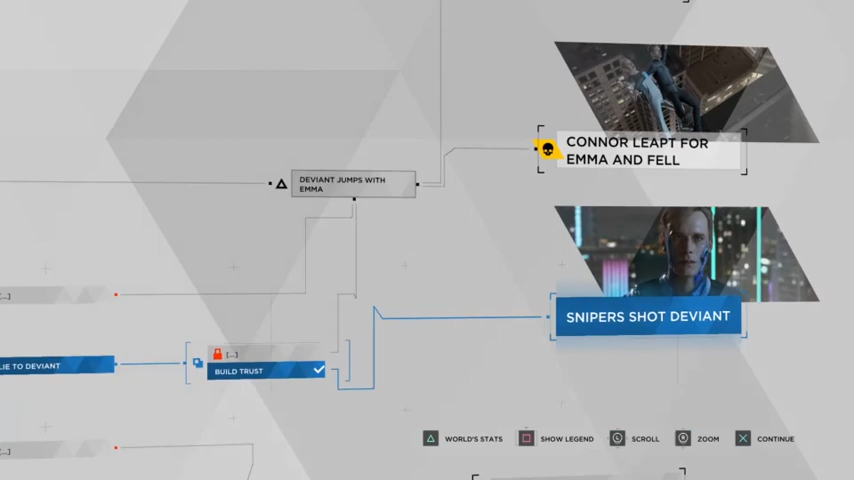 CONNOR LEAPT FOR
EMMA AND FELL
DEVIANT JUMPS WITH
EMMA
[...]
SNIPERS SHOT DEVIANT
[...]
LIE TO DEVIANT
BUILD TRUST
WORLD'S STATS
SHOW LEGEND
L SCROLL
R ZOOM
CONTINUE
[...]